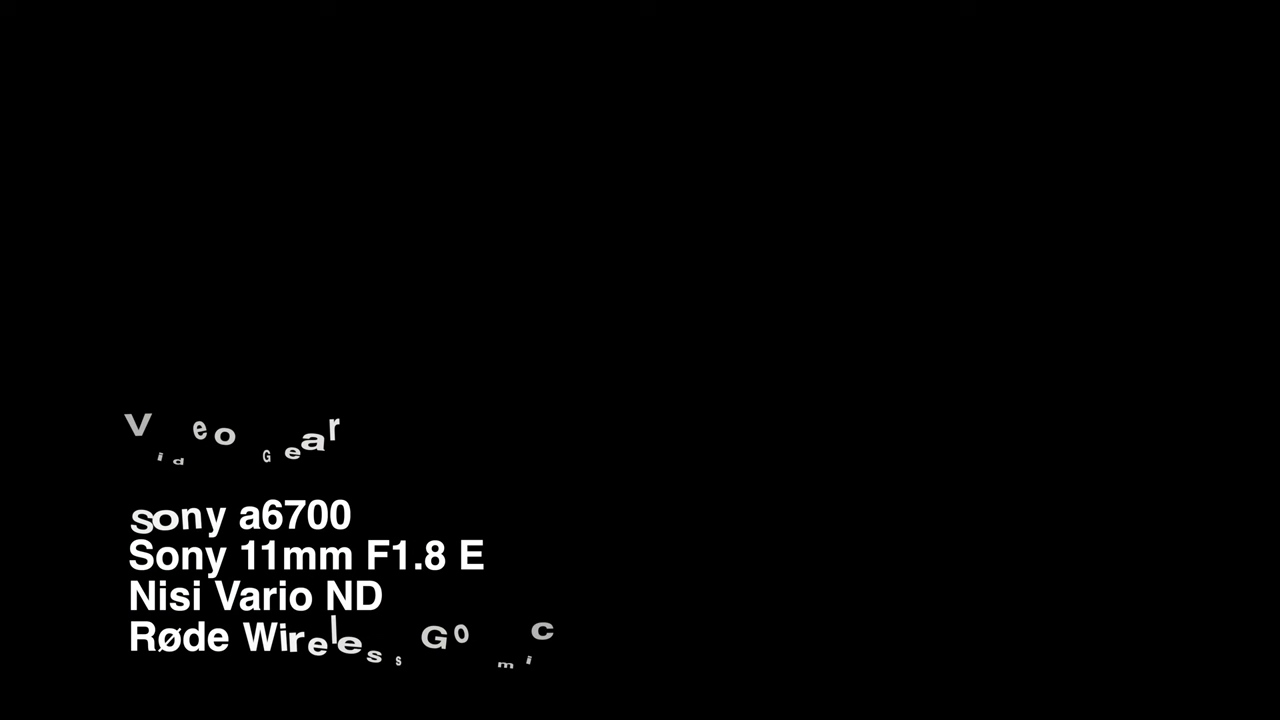 Video Gear
Sony a6700
Sony 11mm F1.8 E
Nisi Vario ND
Røde Wireless Go mic